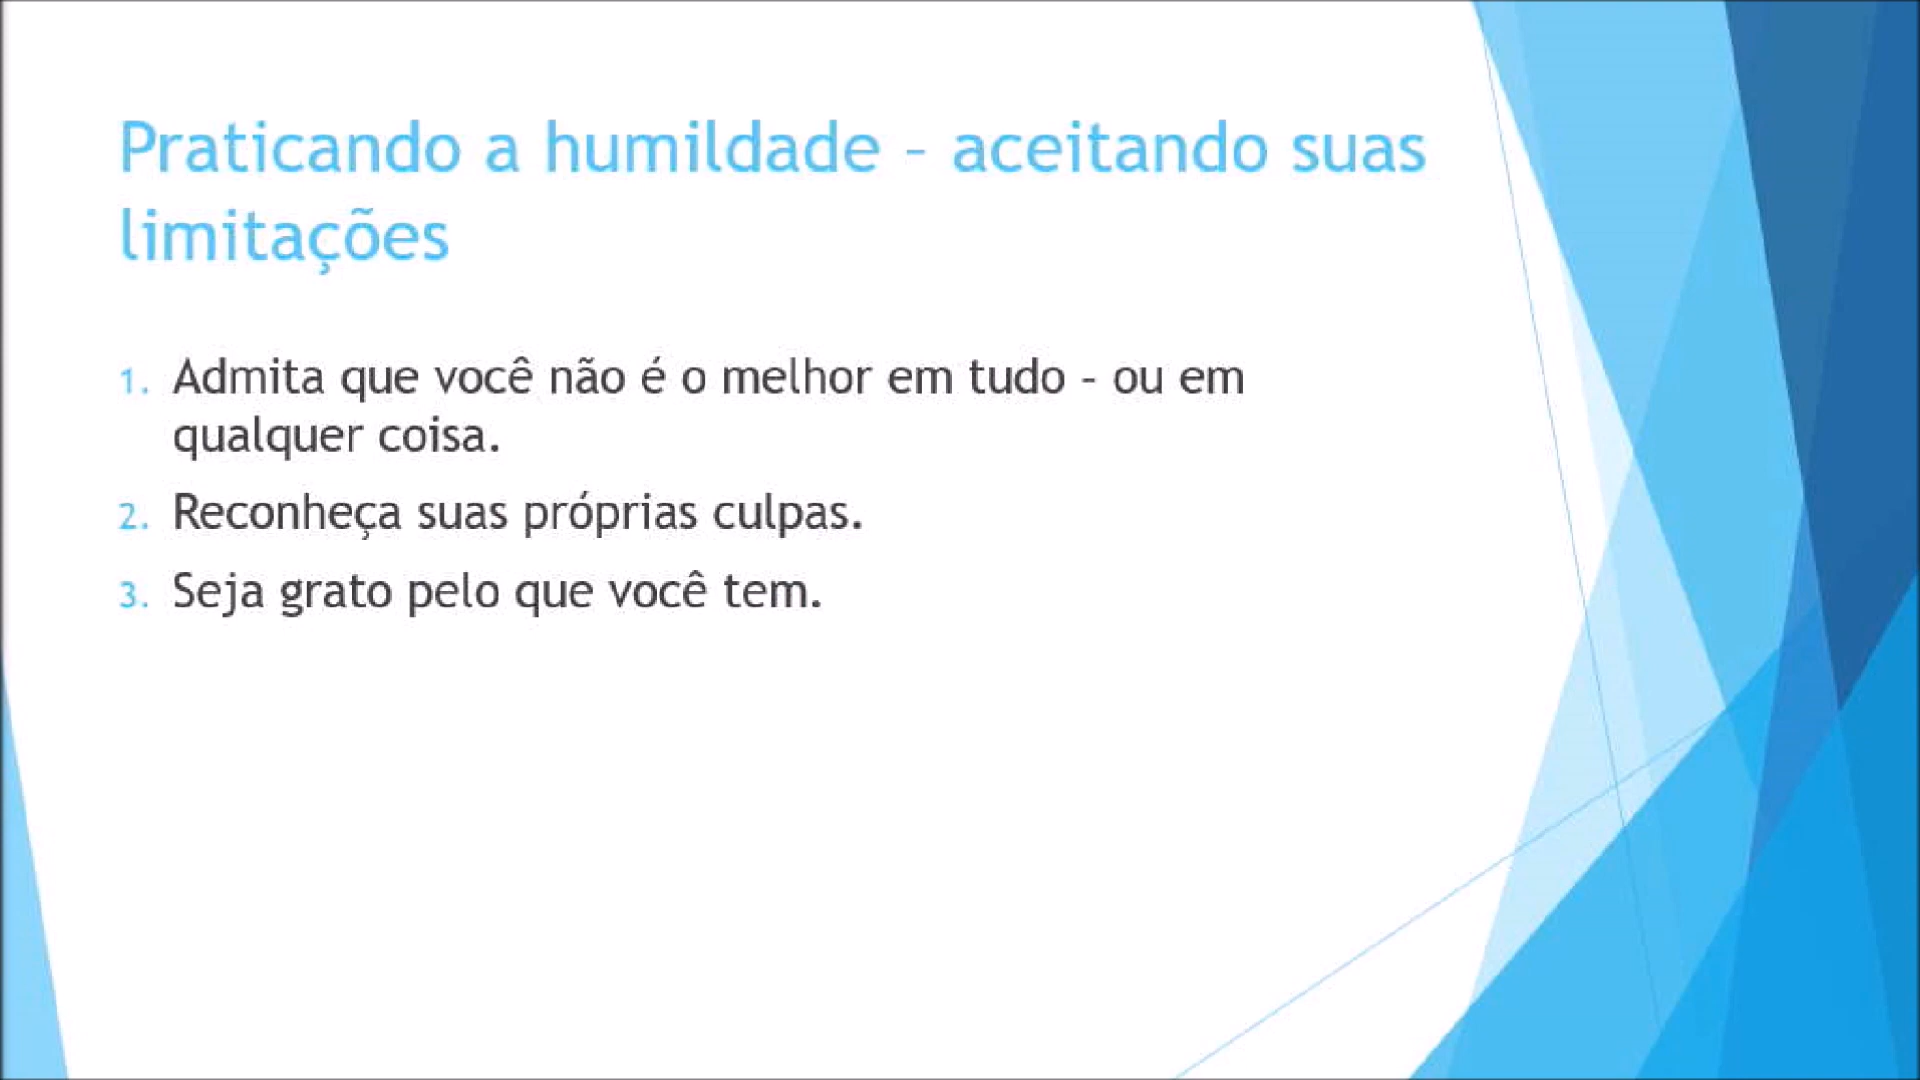 Praticando a humildade – aceitando suas
limitações
1. Admita que você não é o melhor em tudo – ou em
qualquer coisa.
2. Reconheça suas próprias culpas.
3. Seja grato pelo que você tem.